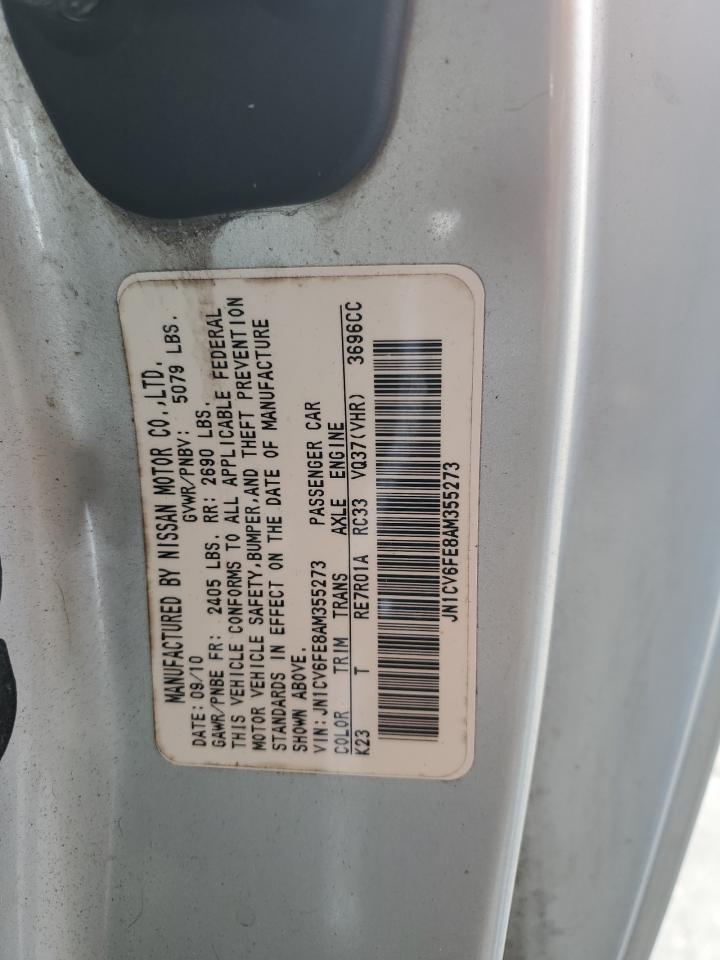 MANUFACTURED BY NISSAN MOTOR CO.,LTD.
DATE: 09/10 GVWR/PNBV: 5079 LBS.
GAWR/PNBE FR: 2405 LBS. RR: 2690 LBS.
THIS VEHICLE CONFORMS TO ALL APPLICABLE FEDERAL
MOTOR VEHICLE SAFETY,BUMPER,AND THEFT PREVENTION
STANDARDS IN EFFECT ON THE DATE OF MANUFACTURE
SHOWN ABOVE.
VIN:JN1CV6FE8AM355273 PASSENGER CAR
COLOR TRIM TRANS AXLE ENGINE
K23 T RE7R01A RC33 VQ37(VHR) 3696CC
JN1CV6FE8AM355273